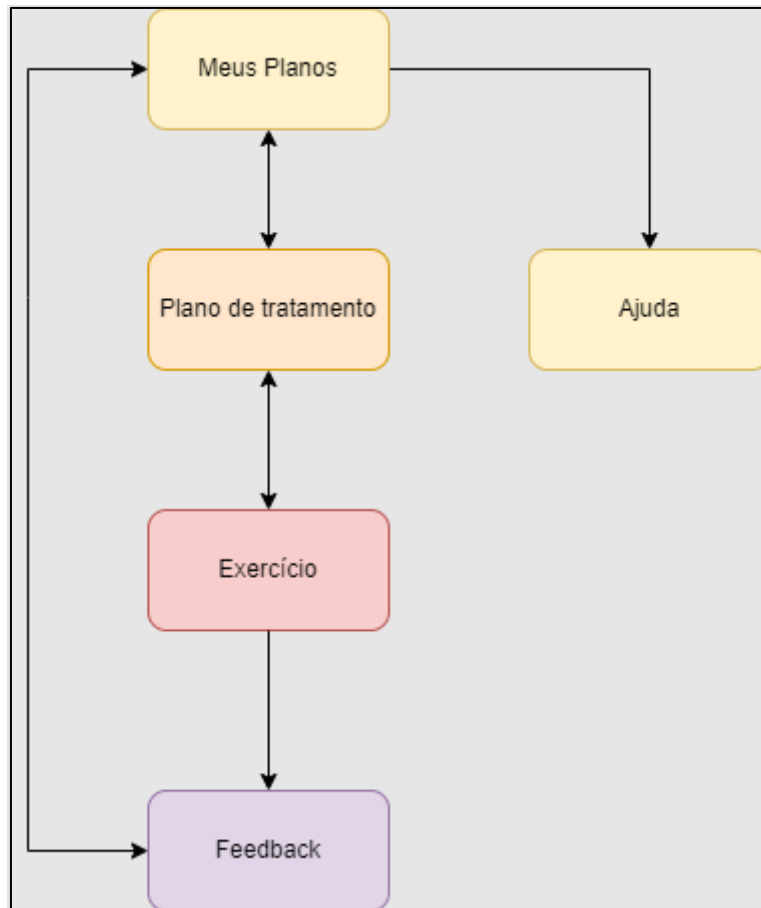 Meus Planos
Plano de tratamento
Ajuda
Exercício
Feedback